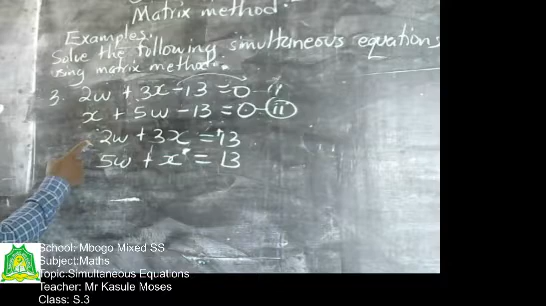 Matrix method.
Examples.
Solve the following simultaneous equations
using matrix method.
3. 2w + 3x - 13 = 0 - i
x + 5w - 13 = 0 - ii
2w + 3x = 13
5w + x = 13
School: Mbogo Mixed SS
Subject:Maths
Topic:Simultaneous Equations
Teacher: Mr Kasule Moses
Class: S.3